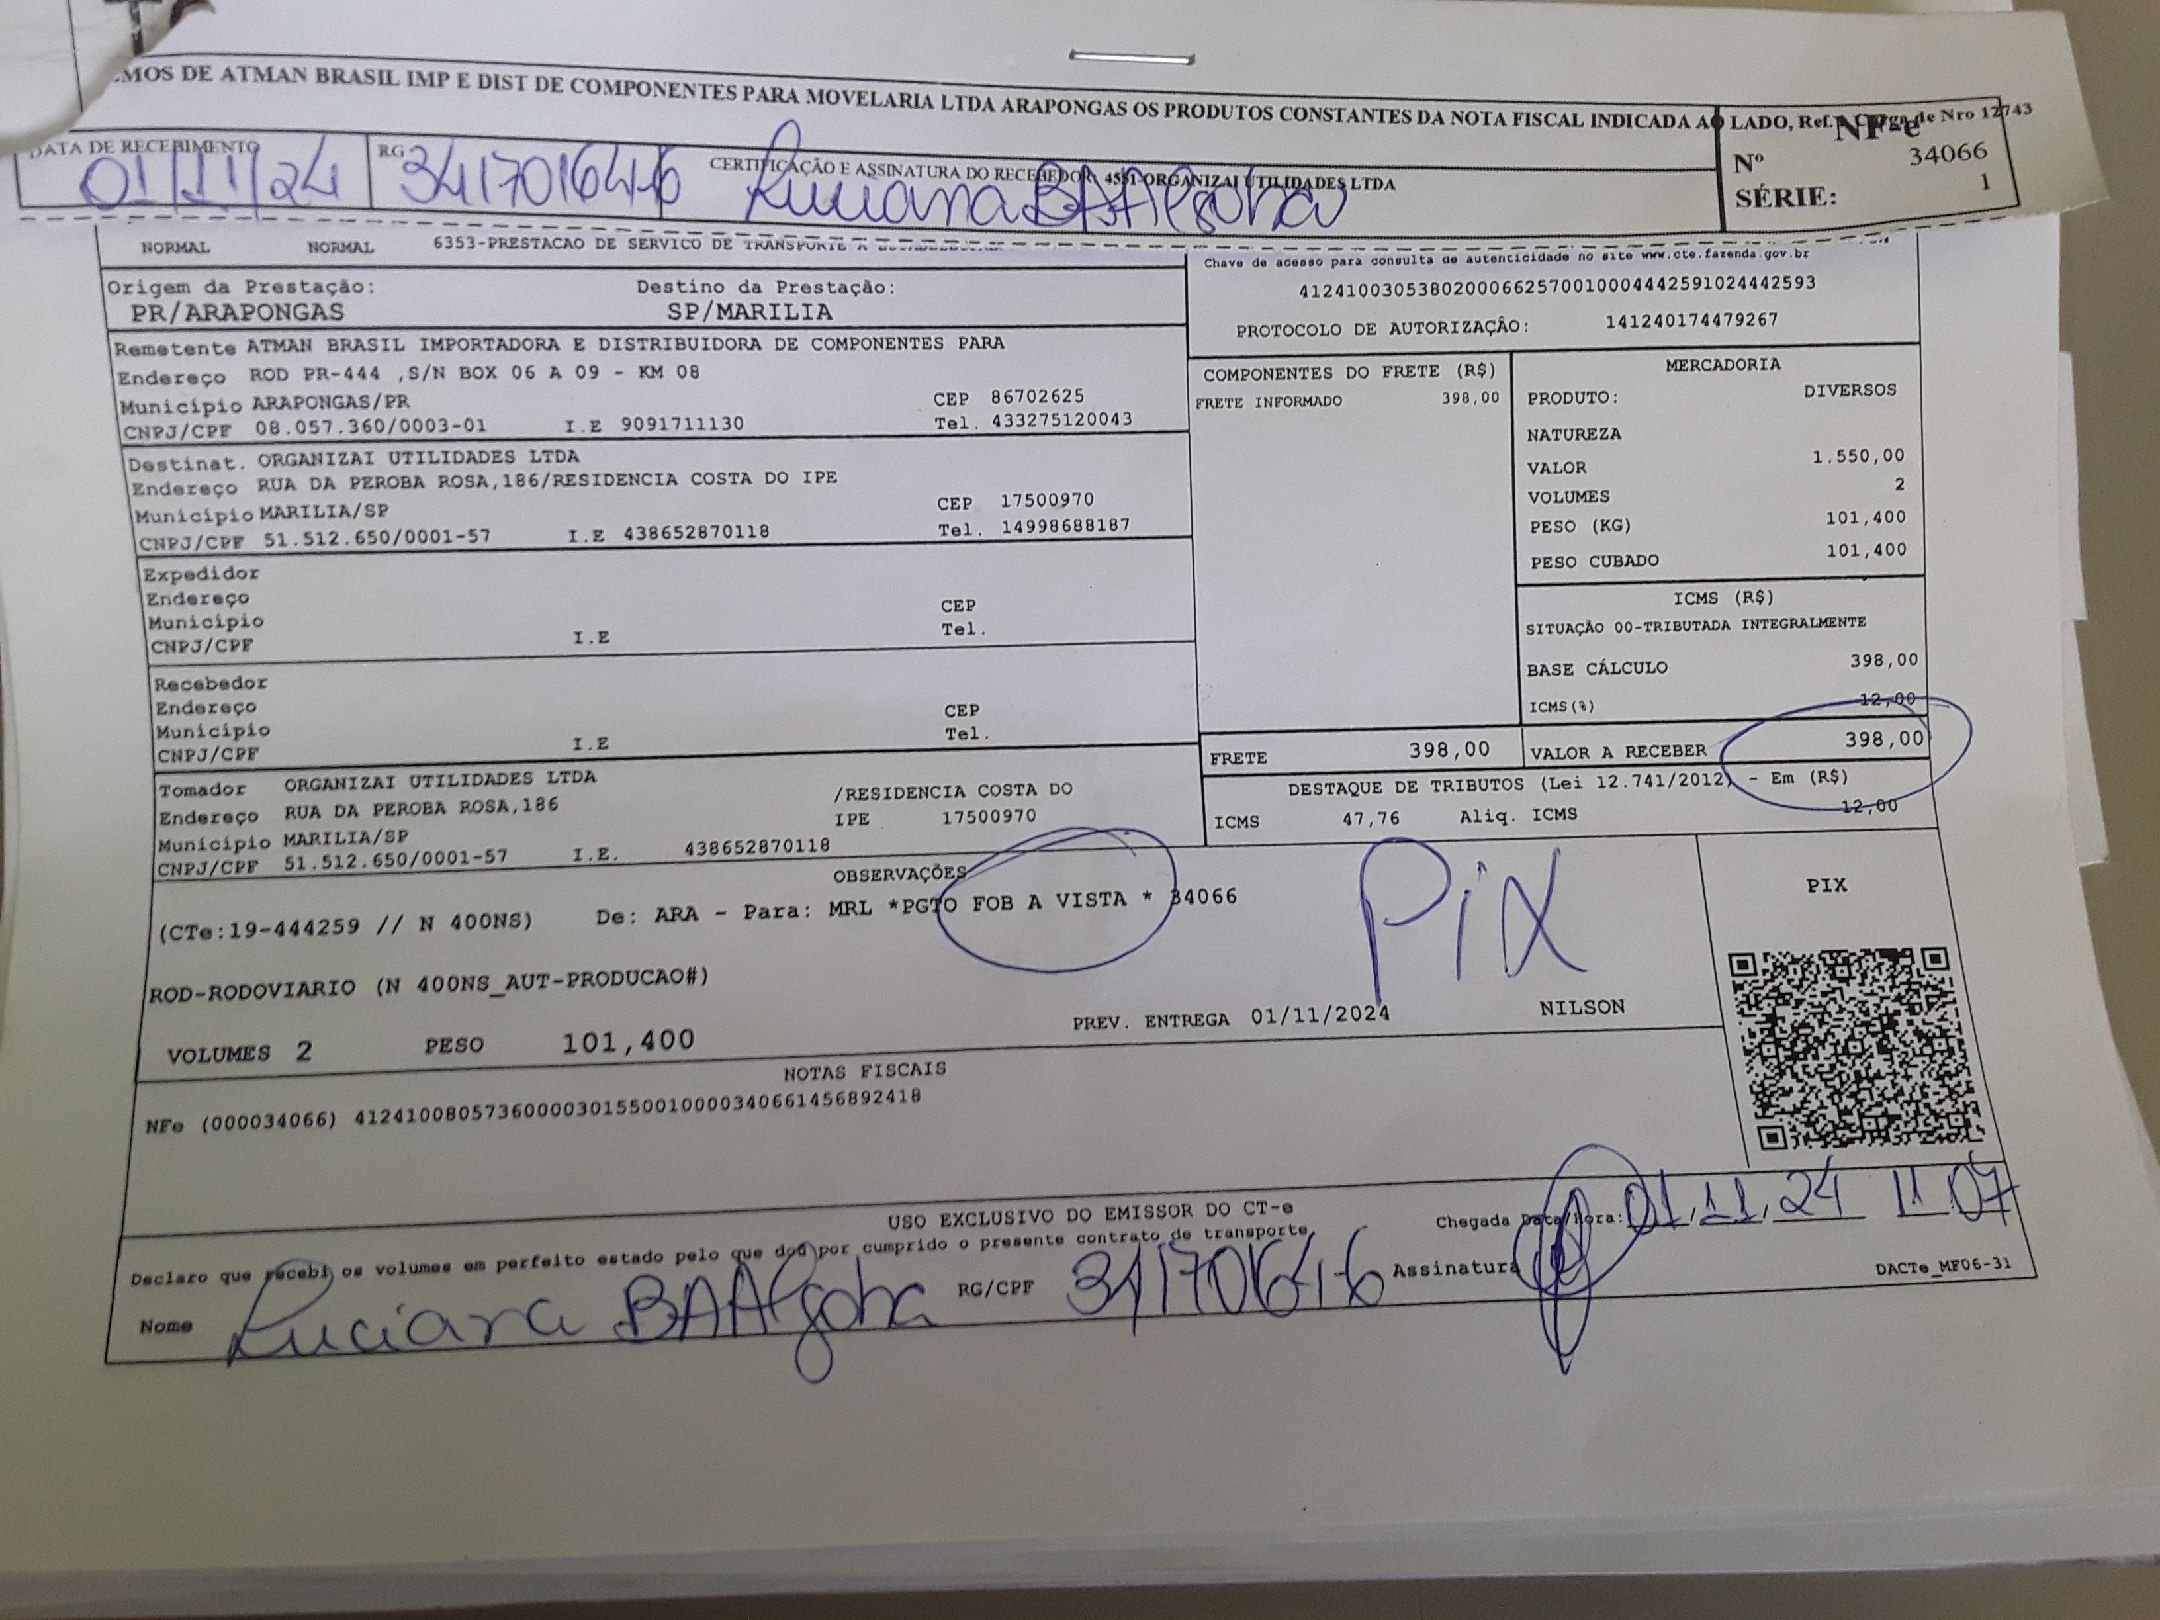 EMOS DE ATMAN BRASIL IMP E DIST DE COMPONENTES PARA MOVELARIA LTDA ARAPONGAS OS PRODUTOS CONSTANTES DA NOTA FISCAL INDICADA AO LADO, Ref. Carga de Nro 12743
NF-e
DATA DE RECEBIMENTO
01/11/24
RG
34170164-6
CERTIFICAÇÃO E ASSINATURA DO RECEBEDOR: 4551-ORGANIZAI UTILIDADES LTDA
Luciana
Nº 34066
SÉRIE: 1
NORMAL NORMAL 6353-PRESTACAO DE SERVICO DE TRANSPORTE A
Chave de acesso para consulta de autenticidade no site www.cte.fazenda.gov.br
41241003053802000662570010004442591024442593
PROTOCOLO DE AUTORIZAÇÃO: 141240174479267
Origem da Prestação: Destino da Prestação:
PR/ARAPONGAS SP/MARILIA
Remetente ATMAN BRASIL IMPORTADORA E DISTRIBUIDORA DE COMPONENTES PARA
Endereço ROD PR-444 ,S/N BOX 06 A 09 - KM 08
Município ARAPONGAS/PR CEP 86702625
CNPJ/CPF 08.057.360/0003-01 I.E 9091711130 Tel. 433275120043
Destinat. ORGANIZAI UTILIDADES LTDA
Endereço RUA DA PEROBA ROSA,186/RESIDENCIA COSTA DO IPE
Município MARILIA/SP CEP 17500970
CNPJ/CPF 51.512.650/0001-57 I.E 438652870118 Tel. 14998688187
Expedidor
Endereço
Município CEP
CNPJ/CPF I.E Tel.
Recebedor
Endereço
Município CEP
CNPJ/CPF I.E Tel.
Tomador ORGANIZAI UTILIDADES LTDA
Endereço RUA DA PEROBA ROSA,186 /RESIDENCIA COSTA DO
Município MARILIA/SP IPE 17500970
CNPJ/CPF 51.512.650/0001-57 I.E. 438652870118
COMPONENTES DO FRETE (R$)
FRETE INFORMADO 398,00
MERCADORIA
PRODUTO: DIVERSOS
NATUREZA
VALOR 1.550,00
VOLUMES 2
PESO (KG) 101,400
PESO CUBADO 101,400
ICMS (R$)
SITUAÇÃO 00-TRIBUTADA INTEGRALMENTE
BASE CÁLCULO 398,00
ICMS(%) 12,00
FRETE 398,00 VALOR A RECEBER 398,00
DESTAQUE DE TRIBUTOS (Lei 12.741/2012) - Em (R$)
ICMS 47,76 Aliq. ICMS 12,00
OBSERVAÇÕES
(CTe:19-444259 // N 400NS) De: ARA - Para: MRL *PGTO FOB A VISTA * 34066
Pix
PIX
ROD-RODOVIARIO (N 400NS_AUT-PRODUCAO#)
VOLUMES 2 PESO 101,400 PREV. ENTREGA 01/11/2024 NILSON
NOTAS FISCAIS
NFe (000034066) 41241008057360000301550010000340661456892418
USO EXCLUSIVO DO EMISSOR DO CT-e
Declaro que recebi os volumes em perfeito estado pelo que dou por cumprido o presente contrato de transporte
Chegada Data/Hora: 01/11/24 11 07
Nome Luciana RG/CPF 34170164-6 Assinatura
DACTe_MF06-31